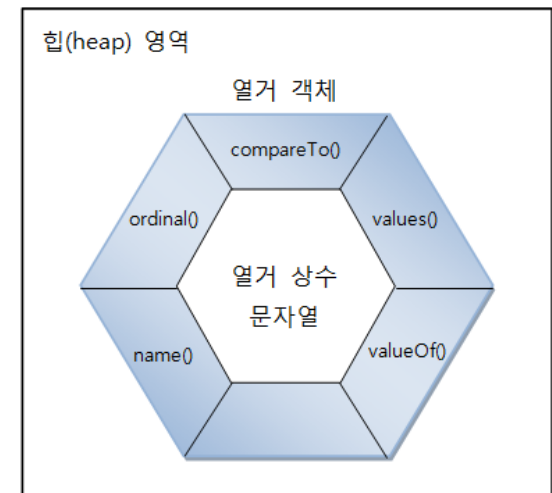 힙(heap) 영역
열거 객체
compareTo()
ordinal()
values()
열거 상수
문자열
name()
valueOf()